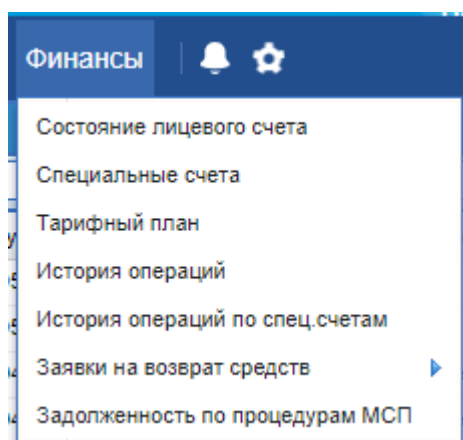 Финансы
Состояние лицевого счета
Специальные счета
Тарифный план
История операций
История операций по спец.счетам
Заявки на возврат средств
Задолженность по процедурам МСП